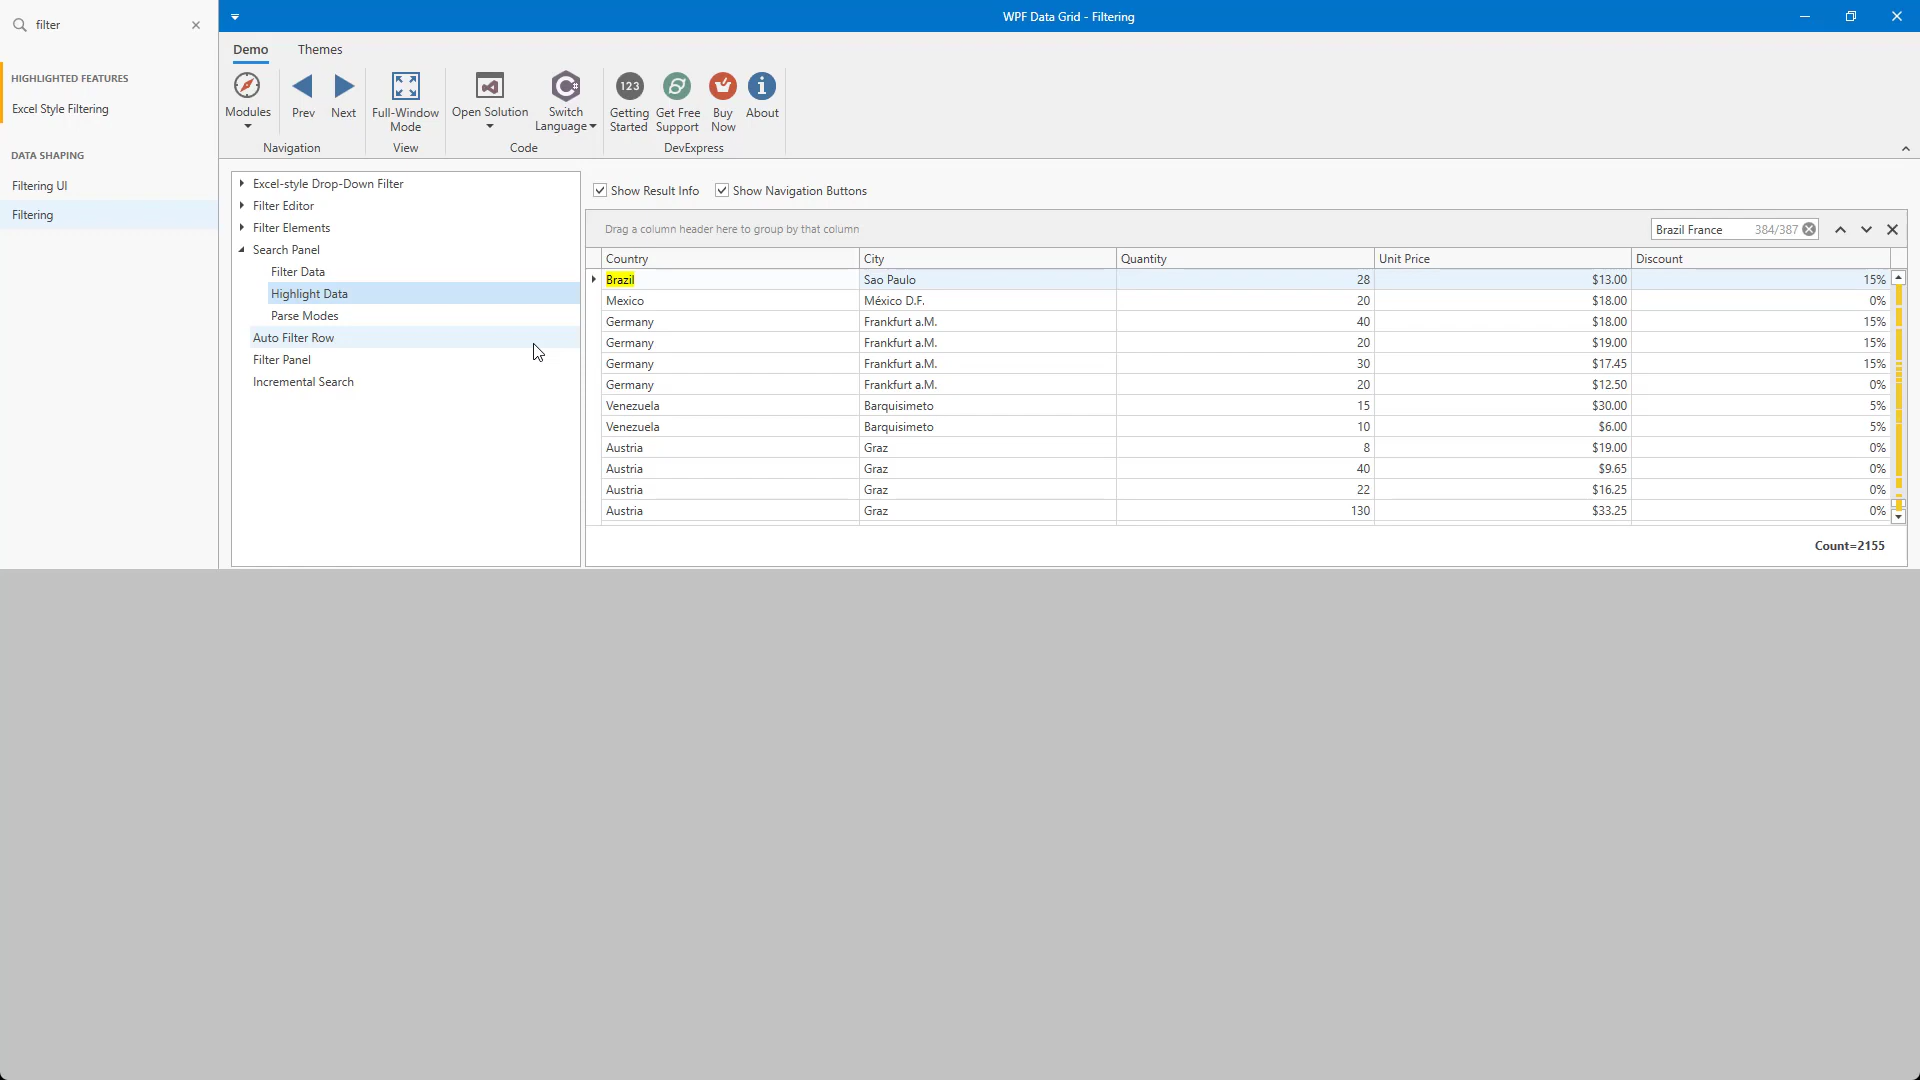 filter
HIGHLIGHTED FEATURES
Excel Style Filtering
DATA SHAPING
Filtering UI
Filtering
WPF Data Grid - Filtering
Demo Themes
Modules
Prev
Next
Full-Window
Mode
Open Solution
Switch
Language
123
Getting
Started
Get Free
Support
Buy
Now
About
Navigation
View
Code
DevExpress
Excel-style Drop-Down Filter
Filter Editor
Filter Elements
Search Panel
Filter Data
Highlight Data
Parse Modes
Auto Filter Row
Filter Panel
Incremental Search
Show Result Info Show Navigation Buttons
Drag a column header here to group by that column
Brazil France 384/387
Country City Quantity Unit Price Discount
Brazil Sao Paulo 28 $13.00 15%
Mexico México D.F. 20 $18.00 0%
Germany Frankfurt a.M. 40 $18.00 15%
Germany Frankfurt a.M. 20 $19.00 15%
Germany Frankfurt a.M. 30 $17.45 15%
Germany Frankfurt a.M. 20 $12.50 0%
Venezuela Barquisimeto 15 $30.00 5%
Venezuela Barquisimeto 10 $6.00 5%
Austria Graz 8 $19.00 0%
Austria Graz 40 $9.65 0%
Austria Graz 22 $16.25 0%
Austria Graz 130 $33.25 0%
Count=2155